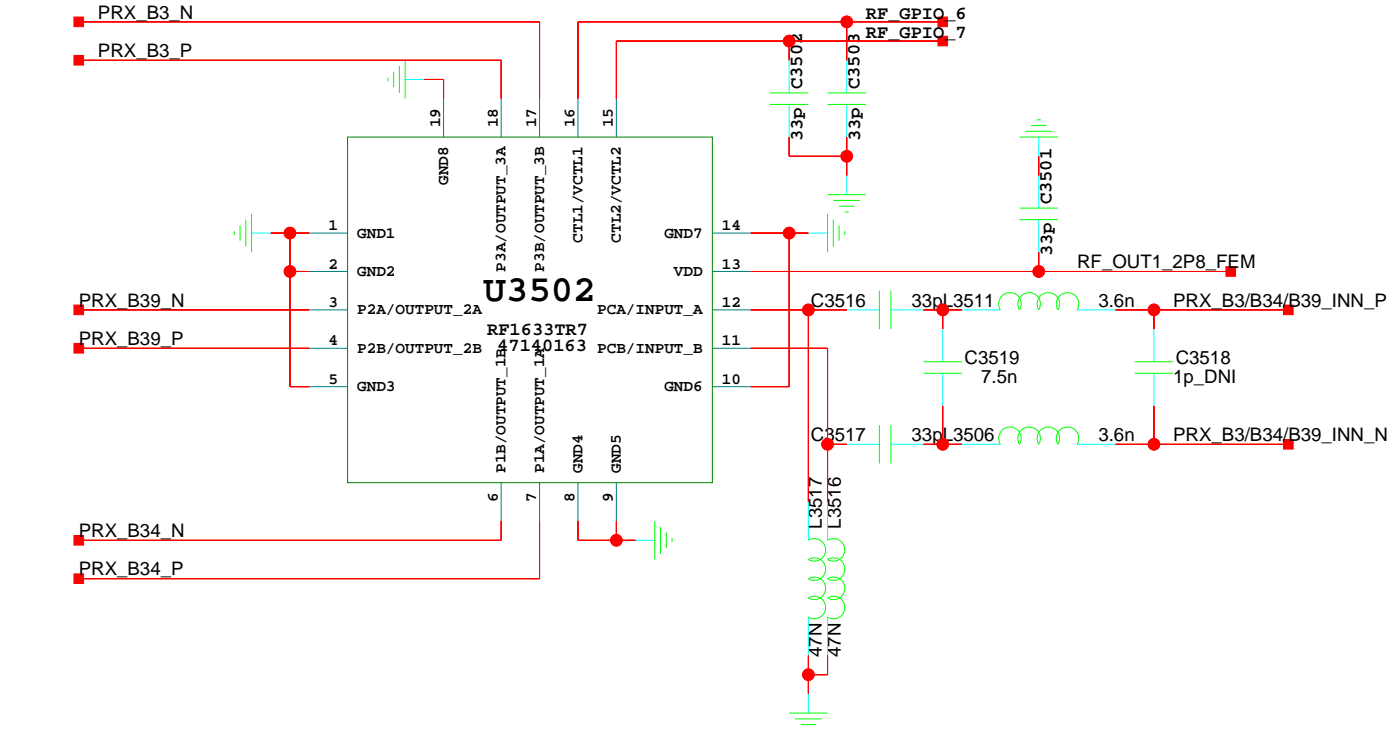 PRX_B3_N
PRX_B3_P
RF_GPIO_6
RF_GPIO_7
C3502
C3503
33p
33p
19
18
17
16
15
GND8
P3A/OUTPUT_3A
P3B/OUTPUT_3B
CTL1/VCTL1
CTL2/VCTL2
C3501
33p
1 GND1
2 GND2
PRX_B39_N 3 P2A/OUTPUT_2A
PRX_B39_P 4 P2B/OUTPUT_2B
5 GND3
U3502
RF1633TR7
47140163
GND7 14
VDD 13 RF_OUT1_2P8_FEM
PCA/INPUT_A 12
PCB/INPUT_B 11
GND6 10
C3516 33p L3511 3.6n PRX_B3/B34/B39_INN_P
C3519
7.5n
C3518
1p_DNI
C3517 33p L3506 3.6n PRX_B3/B34/B39_INN_N
P1B/OUTPUT_1B
P1A/OUTPUT_1A
GND4
GND5
6
7
8
9
L3517
L3516
47N
47N
PRX_B34_N
PRX_B34_P